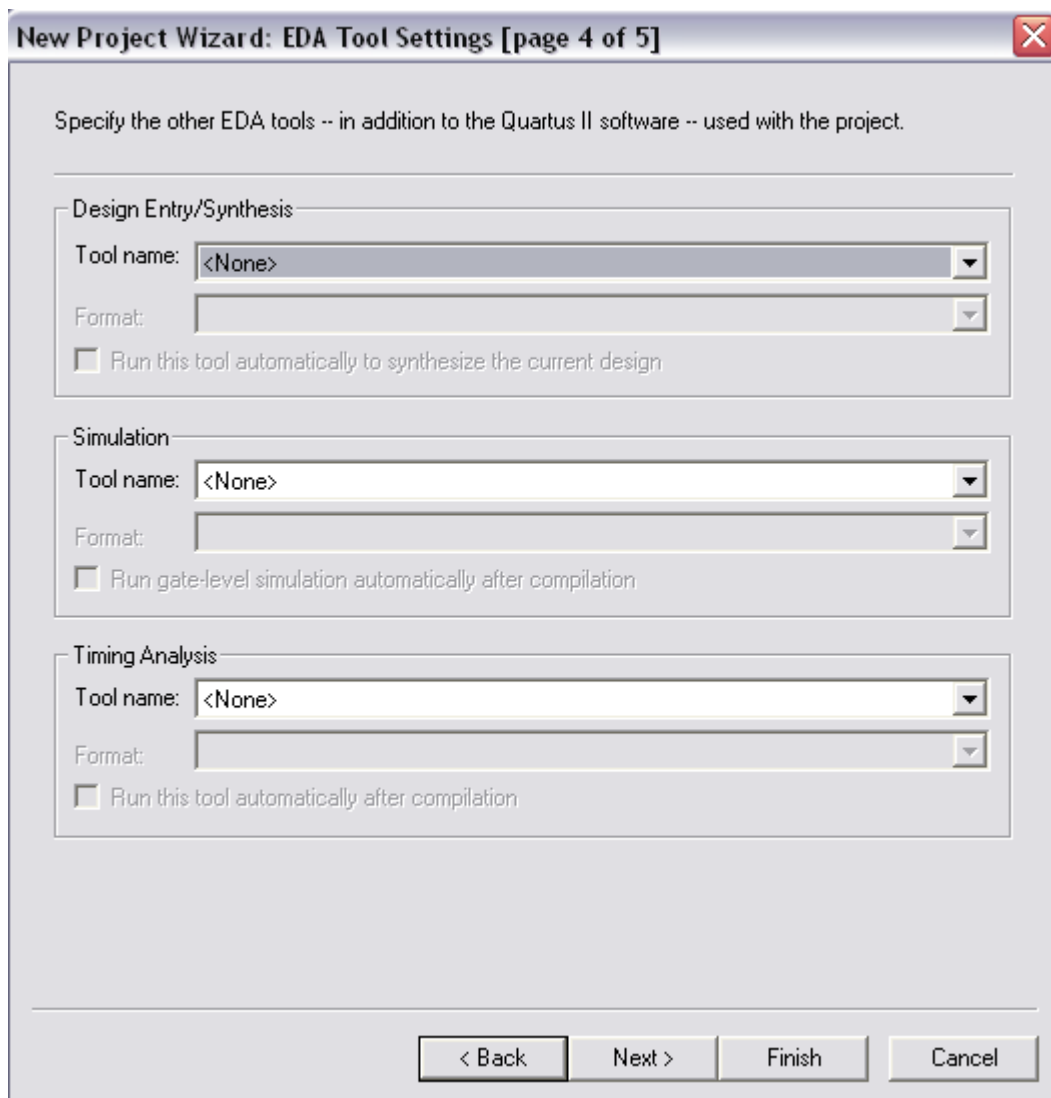 New Project Wizard: EDA Tool Settings [page 4 of 5]
Specify the other EDA tools -- in addition to the Quartus II software -- used with the project.
Design Entry/Synthesis
Tool name: <None>
Format:
Run this tool automatically to synthesize the current design
Simulation
Tool name: <None>
Format:
Run gate-level simulation automatically after compilation
Timing Analysis
Tool name: <None>
Format:
Run this tool automatically after compilation
< Back Next > Finish Cancel